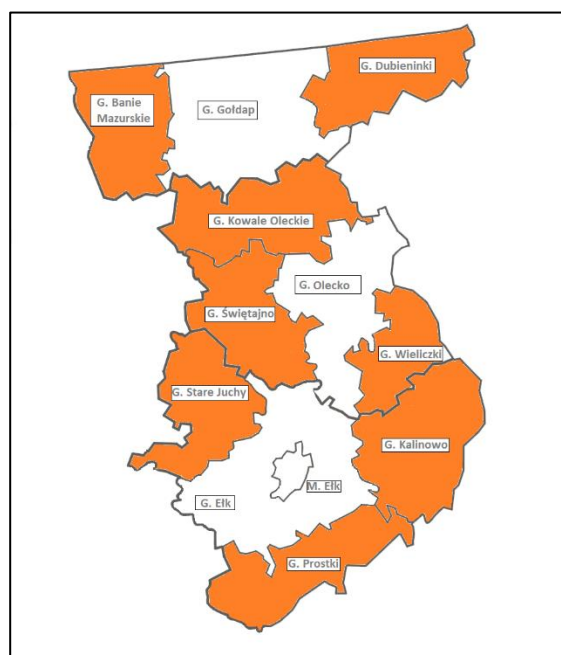 G. Dubieninki
G. Banie
Mazurskie
G. Gołdap
G. Kowale Oleckie
G. Olecko
G. Świętajno
G. Wieliczki
G. Stare Juchy
G. Kalinowo
M. Ełk
G. Ełk
G. Prostki